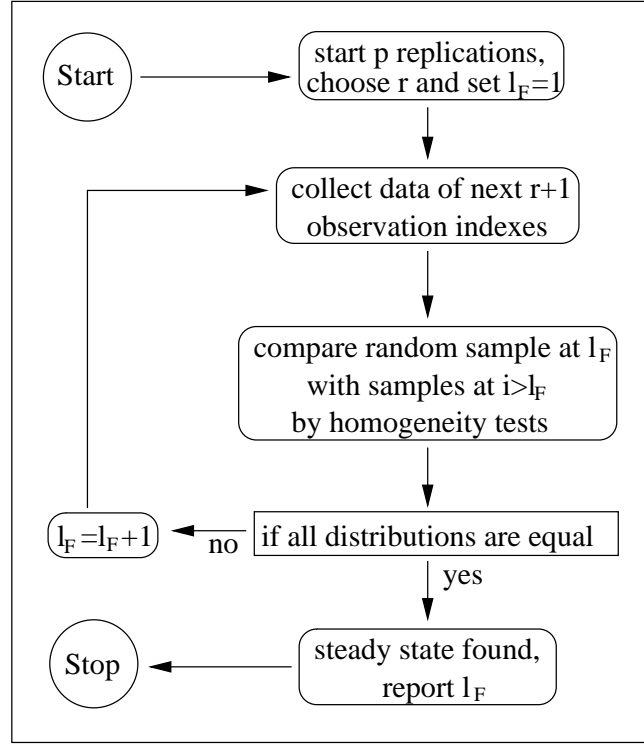 Start
start p replications,
choose r and set l_F=1
collect data of next r+1
observation indexes
compare random sample at l_F
with samples at i>l_F
by homogeneity tests
l_F=l_F+1
no
if all distributions are equal
yes
Stop
steady state found,
report l_F